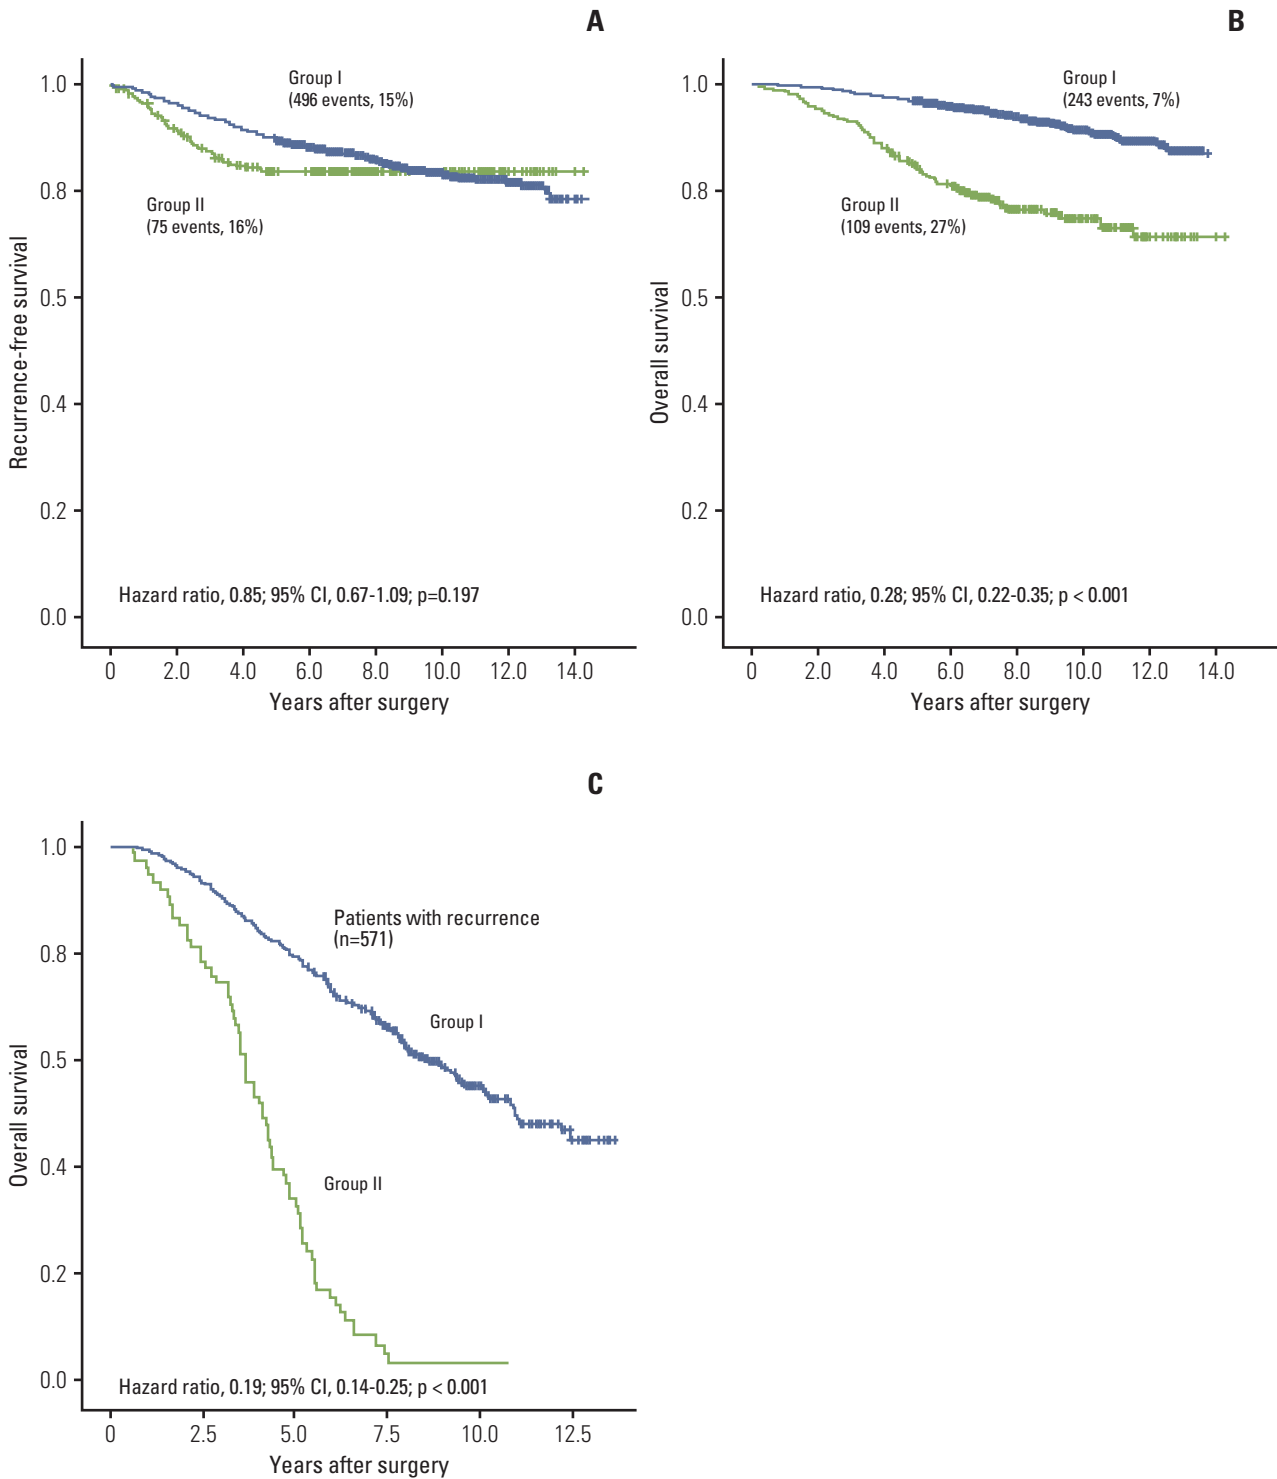 A
Recurrence-free survival
1.0
0.8
0.5
0.4
0.2
0.0
Group I
(496 events, 15%)
Group II
(75 events, 16%)
Hazard ratio, 0.85; 95% CI, 0.67-1.09; p=0.197
0 2.0 4.0 6.0 8.0 10.0 12.0 14.0
Years after surgery
B
Overall survival
1.0
0.8
0.5
0.4
0.2
0.0
Group I
(243 events, 7%)
Group II
(109 events, 27%)
Hazard ratio, 0.28; 95% CI, 0.22-0.35; p < 0.001
0 2.0 4.0 6.0 8.0 10.0 12.0 14.0
Years after surgery
C
Overall survival
1.0
0.8
0.5
0.4
0.2
0.0
Patients with recurrence
(n=571)
Group I
Group II
Hazard ratio, 0.19; 95% CI, 0.14-0.25; p < 0.001
0 2.5 5.0 7.5 10.0 12.5
Years after surgery